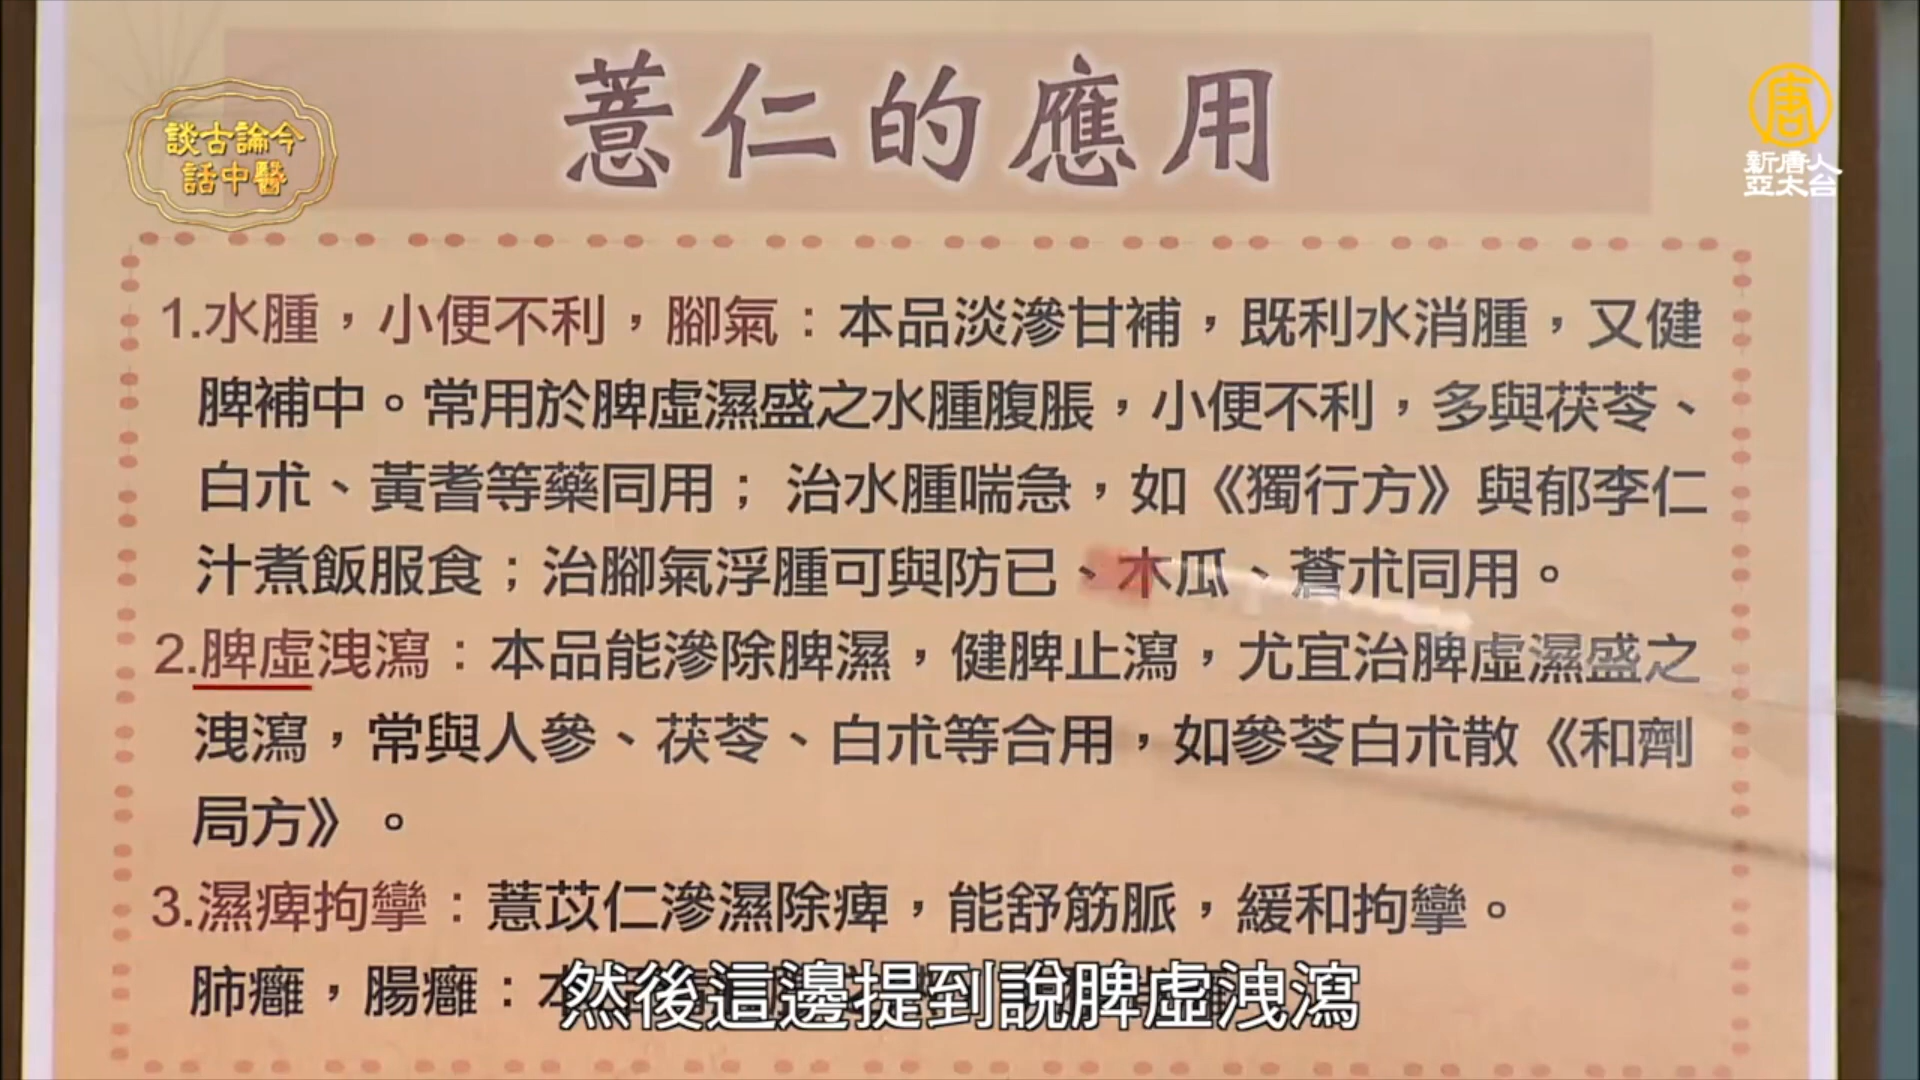 薏仁的應用
談古論今
話中醫
唐
新唐人
亞太台
1.水腫，小便不利，腳氣：本品淡滲甘補，既利水消腫，又健
脾補中。常用於脾虛濕盛之水腫腹脹，小便不利，多與茯苓、
白朮、黃耆等藥同用； 治水腫喘急，如《獨行方》與郁李仁
汁煮飯服食；治腳氣浮腫可與防已、木瓜、蒼朮同用。
2.脾虛洩瀉：本品能滲除脾濕，健脾止瀉，尤宜治脾虛濕盛之
洩瀉，常與人參、茯苓、白朮等合用，如參苓白朮散《和劑
局方》。
3.濕痺拘攣：薏苡仁滲濕除痺，能舒筋脈，緩和拘攣。
肺癰，腸癰：本
然後這邊提到說脾虛洩瀉